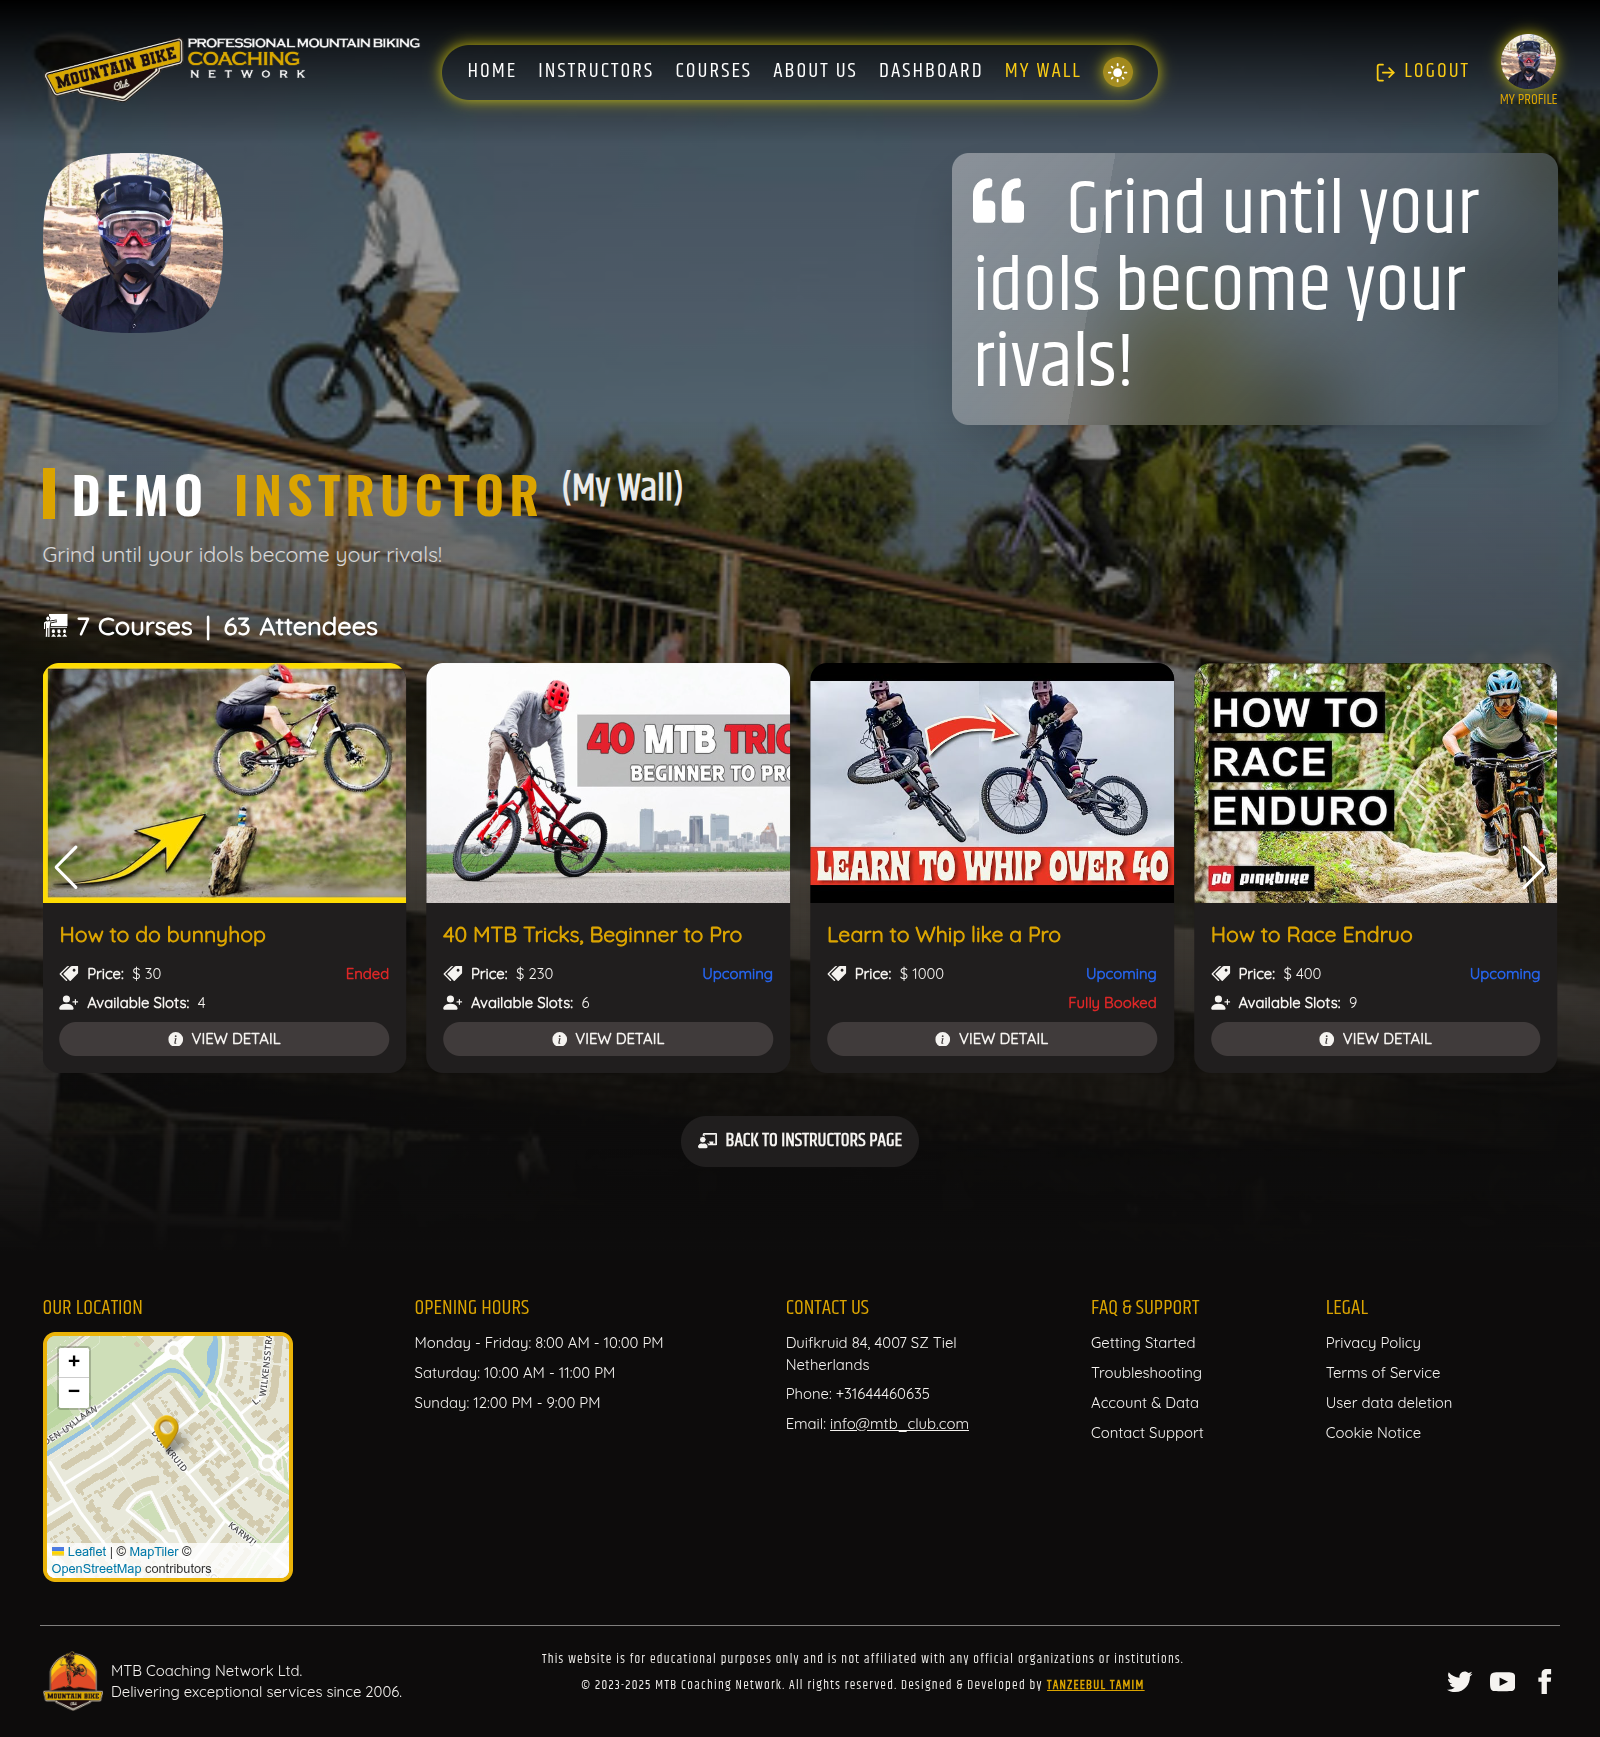 MOUNTAIN BIKE
Club
PROFESSIONAL MOUNTAIN BIKING
COACHING
NETWORK
HOME INSTRUCTORS COURSES ABOUT US DASHBOARD MY WALL
LOGOUT
MY PROFILE
Grind until your
idols become your
rivals!
DEMO INSTRUCTOR (My Wall)
Grind until your idols become your rivals!
7 Courses | 63 Attendees
How to do bunnyhop
Price: $ 30 Ended
Available Slots: 4
VIEW DETAIL
40 MTB TRIC
BEGINNER TO PR
40 MTB Tricks, Beginner to Pro
Price: $ 230 Upcoming
Available Slots: 6
VIEW DETAIL
LEARN TO WHIP OVER 40
Learn to Whip like a Pro
Price: $ 1000 Upcoming
Fully Booked
VIEW DETAIL
HOW TO
RACE
ENDURO
pb pinkbike
How to Race Endruo
Price: $ 400 Upcoming
Available Slots: 9
VIEW DETAIL
BACK TO INSTRUCTORS PAGE
OUR LOCATION
+
−
L. WILKENSSTRA
DEN-UYLLAAN
KRUID
Leaflet | © MapTiler ©
OpenStreetMap contributors
OPENING HOURS
Monday - Friday: 8:00 AM - 10:00 PM
Saturday: 10:00 AM - 11:00 PM
Sunday: 12:00 PM - 9:00 PM
CONTACT US
Duifkruid 84, 4007 SZ Tiel
Netherlands
Phone: +31644460635
Email: info@mtb_club.com
FAQ & SUPPORT
Getting Started
Troubleshooting
Account & Data
Contact Support
LEGAL
Privacy Policy
Terms of Service
User data deletion
Cookie Notice
MOUNTAIN BIKE
MTB Coaching Network Ltd.
Delivering exceptional services since 2006.
This website is for educational purposes only and is not affiliated with any official organizations or institutions.
© 2023-2025 MTB Coaching Network. All rights reserved. Designed & Developed by TANZEEBUL TAMIM